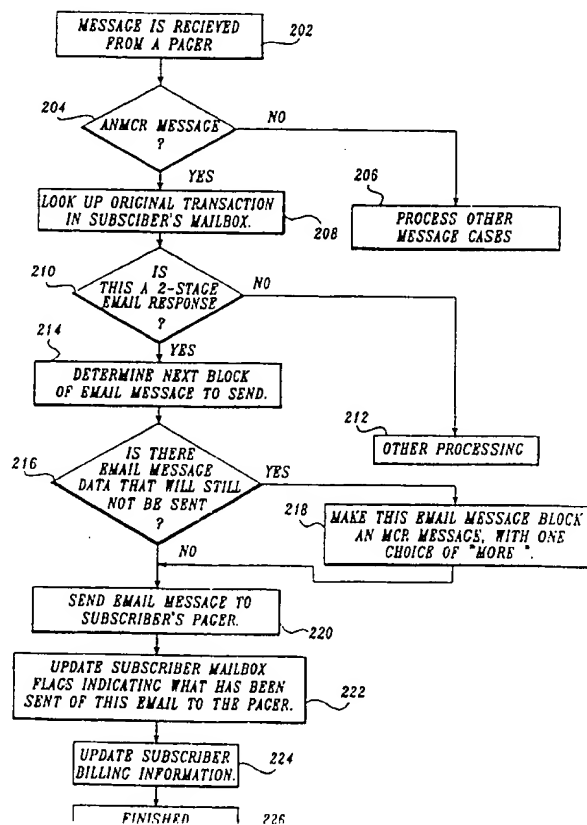 MESSAGE IS RECIEVED
FROM A PAGER
202
204
ANMCR MESSAGE
?
NO
YES
LOOK UP ORIGINAL TRANSACTION
IN SUBSCIBER'S MAILBOX.
208
206
PROCESS OTHER
MESSAGE CASES
210
IS
THIS A 2-STAGE
EMAIL RESPONSE
?
NO
214
YES
DETERMINE NEXT BLOCK
OF EMAIL MESSAGE TO SEND.
212
OTHER PROCESSING
216
IS THERE
EMAIL MESSAGE
DATA THAT WILL STILL
NOT BE SENT
?
YES
218
MAKE THIS EMAIL MESSAGE BLOCK
AN MCR MESSAGE, WITH ONE
CHOICE OF "MORE ".
NO
SEND EMAIL MESSAGE TO
SUBSCRIBER'S PAGER.
220
UPDATE SUBSCRIBER MAILBOX
FLAGS INDICATING WHAT HAS BEEN
SENT OF THIS EMAIL TO THE PAGER.
222
UPDATE SUBSCRIBER
BILLING INFORMATION.
224
FINISHED
226